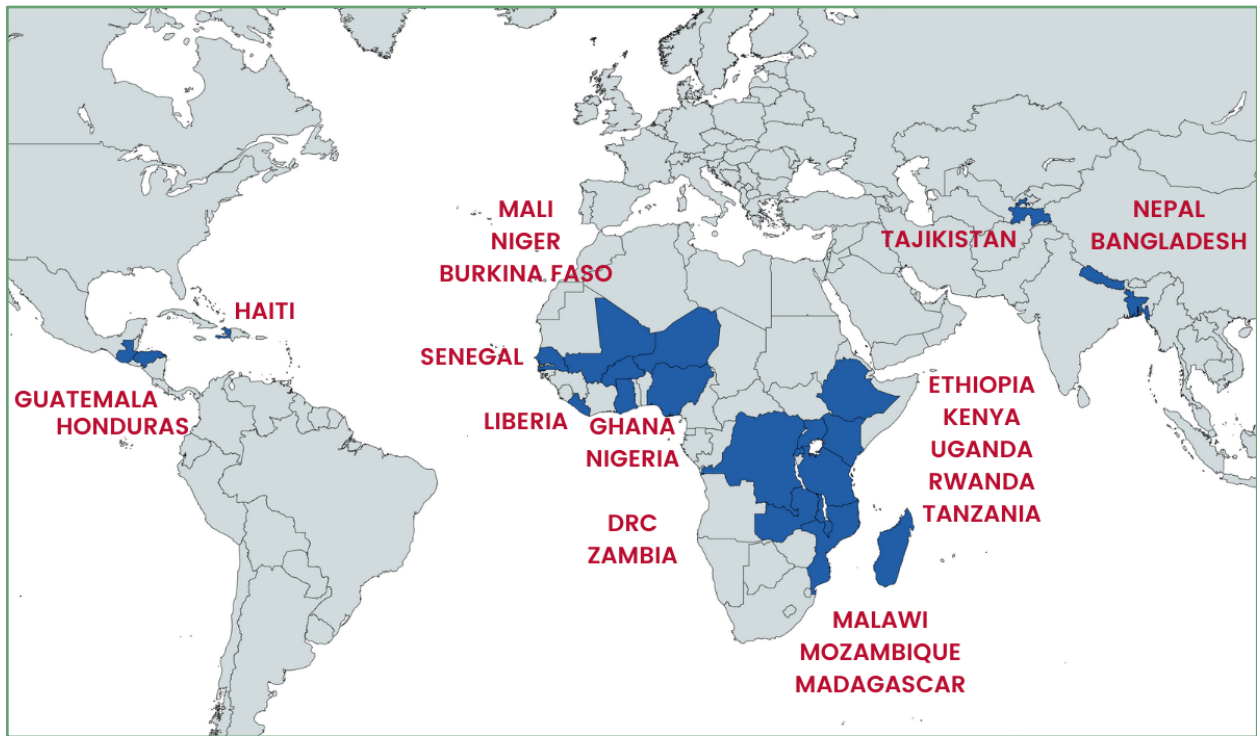 MALI
NIGER
BURKINA FASO
TAJIKISTAN
NEPAL
BANGLADESH
HAITI
SENEGAL
GUATEMALA
HONDURAS
LIBERIA
GHANA
NIGERIA
ETHIOPIA
KENYA
UGANDA
RWANDA
TANZANIA
DRC
ZAMBIA
MALAWI
MOZAMBIQUE
MADAGASCAR